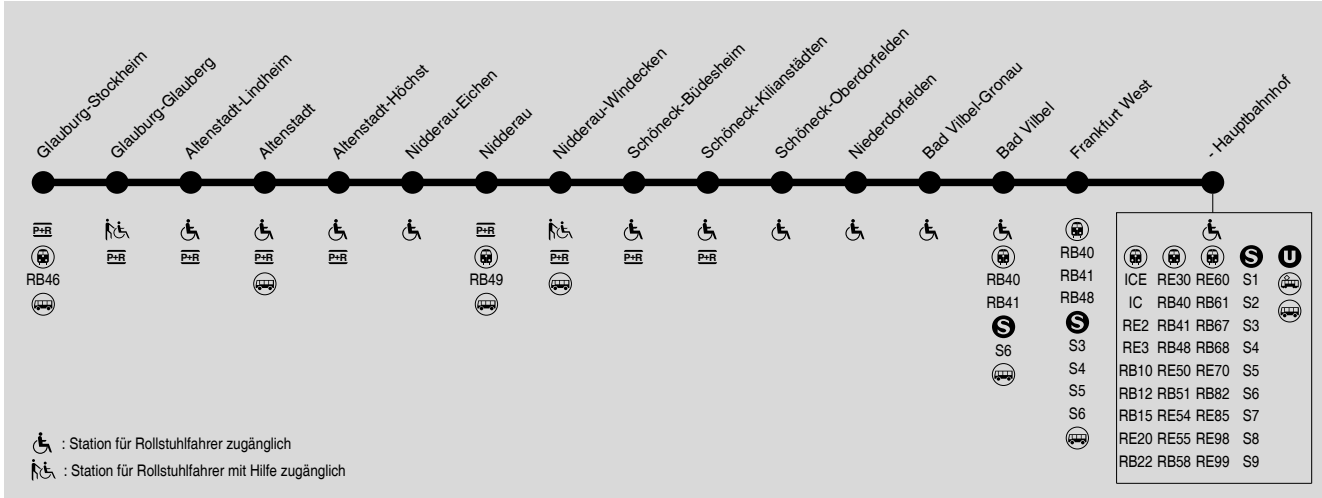 Glauburg-Stockheim
Glauburg-Glauberg
Altenstadt-Lindheim
Altenstadt
Altenstadt-Höchst
Nidderau-Eichen
Nidderau
Nidderau-Windecken
Schöneck-Büdesheim
Schöneck-Kilianstädten
Schöneck-Oberdorfelden
Niederdorfelden
Bad Vilbel-Gronau
Bad Vilbel
Frankfurt West
- Hauptbahnhof
P+R
RB46
P+R
P+R
P+R
P+R
P+R
RB49
P+R
P+R
P+R
RB40
RB41
S
S6
RB40
RB41
RB48
S
S3
S4
S5
S6
S U
ICE RE30 RE60 S1
IC RB40 RB61 S2
RE2 RB41 RB67 S3
RE3 RB48 RB68 S4
RB10 RE50 RE70 S5
RB12 RB51 RB82 S6
RB15 RE54 RE85 S7
RE20 RE55 RE98 S8
RB22 RB58 RE99 S9
: Station für Rollstuhlfahrer zugänglich
: Station für Rollstuhlfahrer mit Hilfe zugänglich